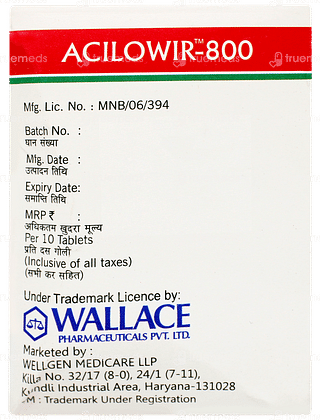 ACILOWIR™-800
Mfg. Lic. No. : MNB/06/394
Batch No. :
घान संख्या
Mfg. Date :
उत्पादन तिथि
Expiry Date:
समाप्ति तिथि
MRP ₹ :
अधिकतम खुदरा मूल्य
Per 10 Tablets
प्रति दस गोली
(Inclusive of all taxes)
(सभी कर सहित)
Under Trademark Licence by:
WALLACE
PHARMACEUTICALS PVT. LTD.
Marketed by :
WELLGEN MEDICARE LLP
Killa No. 32/17 (8-0), 24/1 (7-11),
Kundli Industrial Area, Haryana-131028
TM : Trademark Under Registration
truemeds